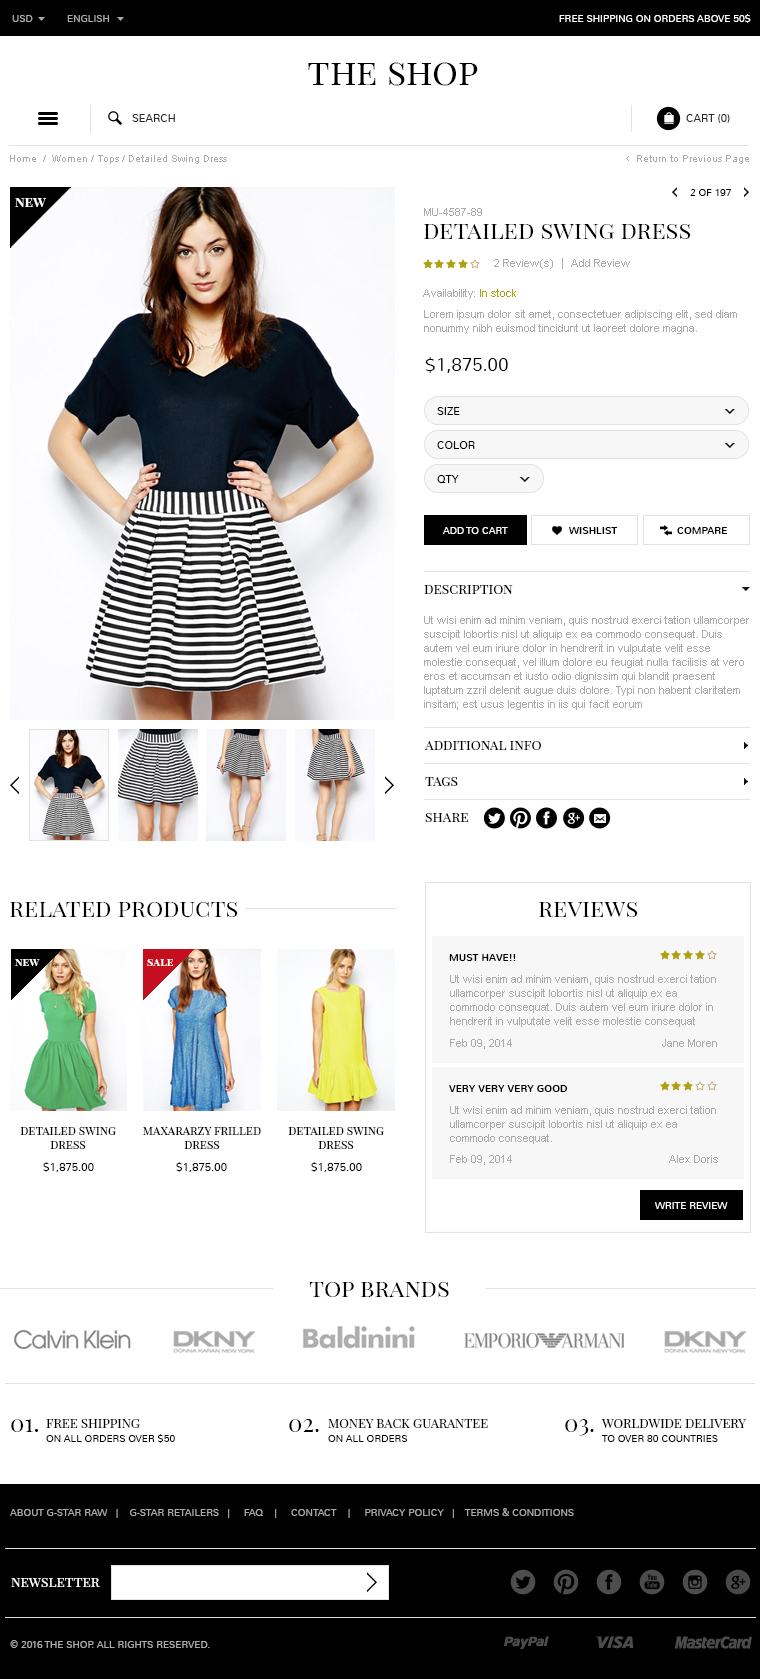 USD ENGLISH FREE SHIPPING ON ORDERS ABOVE 50$
THE SHOP
SEARCH CART (0)
Home / Women / Tops / Detailed Swing Dress < Return to Previous Page
NEW
2 OF 197
MU-4587-89
DETAILED SWING DRESS
2 Review(s) | Add Review
Availability: In stock
Lorem ipsum dolor sit amet, consectetuer adipiscing elit, sed diam
nonummy nibh euismod tincidunt ut laoreet dolore magna.
$1,875.00
SIZE
COLOR
QTY
ADD TO CART WISHLIST COMPARE
DESCRIPTION
Ut wisi enim ad minim veniam, quis nostrud exerci tation ullamcorper
suscipit lobortis nisl ut aliquip ex ea commodo consequat. Duis
autem vel eum iriure dolor in hendrerit in vulputate velit esse
molestie consequat, vel illum dolore eu feugiat nulla facilisis at vero
eros et accumsan et iusto odio dignissim qui blandit praesent
luptatum zzril delenit augue duis dolore. Typi non habent claritatem
insitam; est usus legentis in iis qui facit eorum
ADDITIONAL INFO
TAGS
SHARE
RELATED PRODUCTS
NEW
SALE
DETAILED SWING
DRESS
$1,875.00
MAXARARZY FRILLED
DRESS
$1,875.00
DETAILED SWING
DRESS
$1,875.00
REVIEWS
MUST HAVE!!
Ut wisi enim ad minim veniam, quis nostrud exerci tation
ullamcorper suscipit lobortis nisl ut aliquip ex ea
commodo consequat. Duis autem vel eum iriure dolor in
hendrerit in vulputate velit esse molestie consequat
Feb 09, 2014 Jane Moren
VERY VERY VERY GOOD
Ut wisi enim ad minim veniam, quis nostrud exerci tation
ullamcorper suscipit lobortis nisl ut aliquip ex ea
commodo consequat.
Feb 09, 2014 Alex Doris
WRITE REVIEW
TOP BRANDS
Calvin Klein
DKNY
DONNA KARAN NEW YORK
Baldinini
EMPORIO ARMANI
DKNY
DONNA KARAN NEW YORK
01. FREE SHIPPING
ON ALL ORDERS OVER $50
02. MONEY BACK GUARANTEE
ON ALL ORDERS
03. WORLDWIDE DELIVERY
TO OVER 80 COUNTRIES
ABOUT G-STAR RAW | G-STAR RETAILERS | FAQ | CONTACT | PRIVACY POLICY | TERMS & CONDITIONS
NEWSLETTER
You Tube
© 2016 THE SHOP. ALL RIGHTS RESERVED. PayPal VISA MasterCard